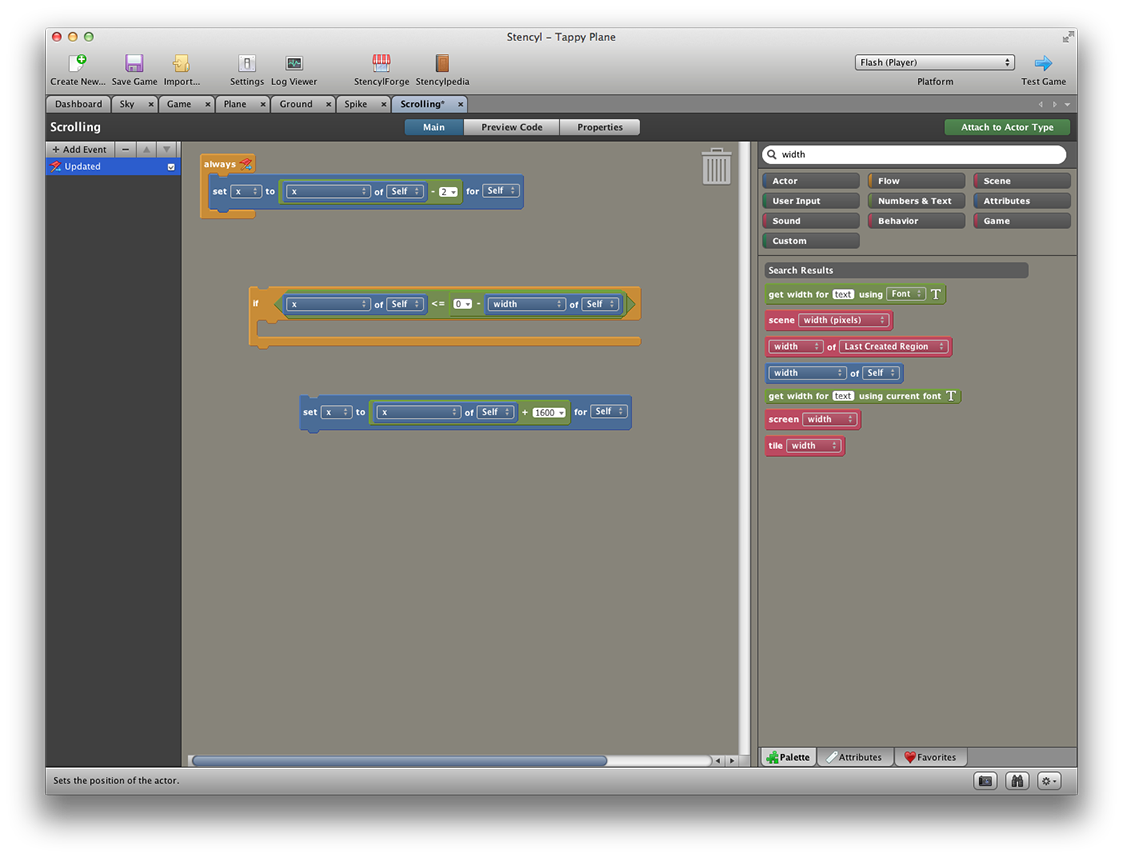 Stencyl – Tappy Plane
Create New... Save Game Import... Settings Log Viewer StencylForge Stencylpedia
Flash (Player)
Platform
Test Game
Dashboard Sky × Game × Plane × Ground × Spike × Scrolling* ×
Scrolling Main Preview Code Properties Attach to Actor Type
+ Add Event −
Updated
always
set x to x of Self - 2 for Self
if x of Self <= 0 - width of Self
set x to x of Self + 1600 for Self
width
Actor Flow Scene
User Input Numbers & Text Attributes
Sound Behavior Game
Custom
Search Results
get width for text using Font T
scene width (pixels)
width of Last Created Region
width of Self
get width for text using current font T
screen width
tile width
Palette Attributes Favorites
Sets the position of the actor.